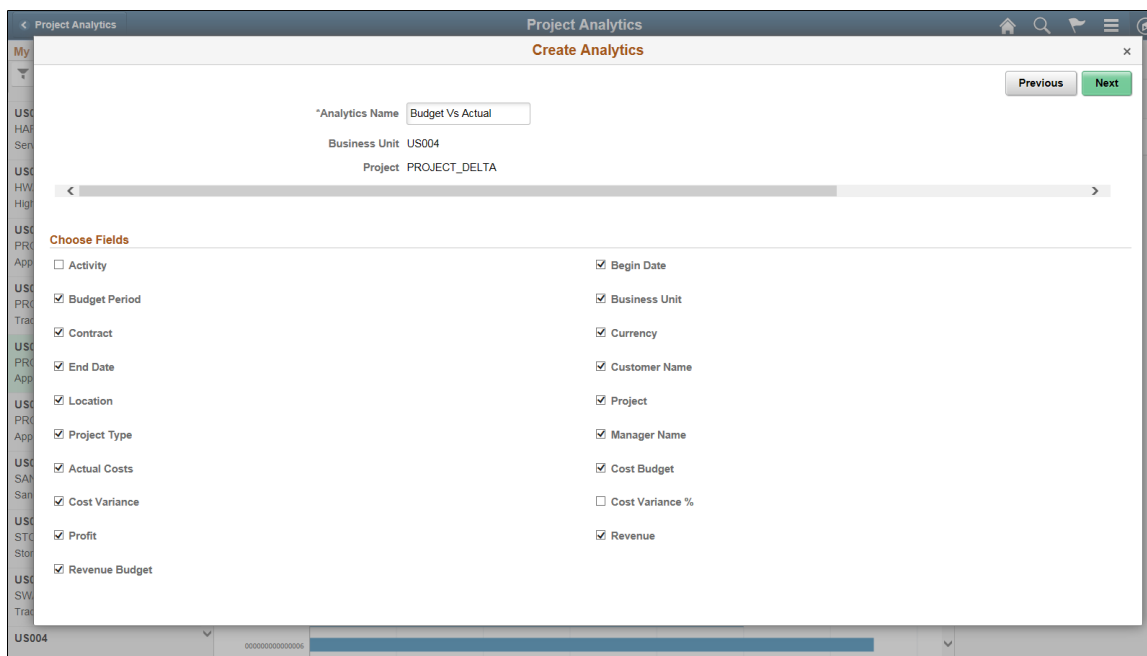 Project Analytics
Project Analytics
My
Create Analytics
×
Previous
Next
*Analytics Name Budget Vs Actual
Business Unit US004
Project PROJECT_DELTA
Choose Fields
Activity
Begin Date
Budget Period
Business Unit
Contract
Currency
End Date
Customer Name
Location
Project
Project Type
Manager Name
Actual Costs
Cost Budget
Cost Variance
Cost Variance %
Profit
Revenue
Revenue Budget
US004
000000000000006